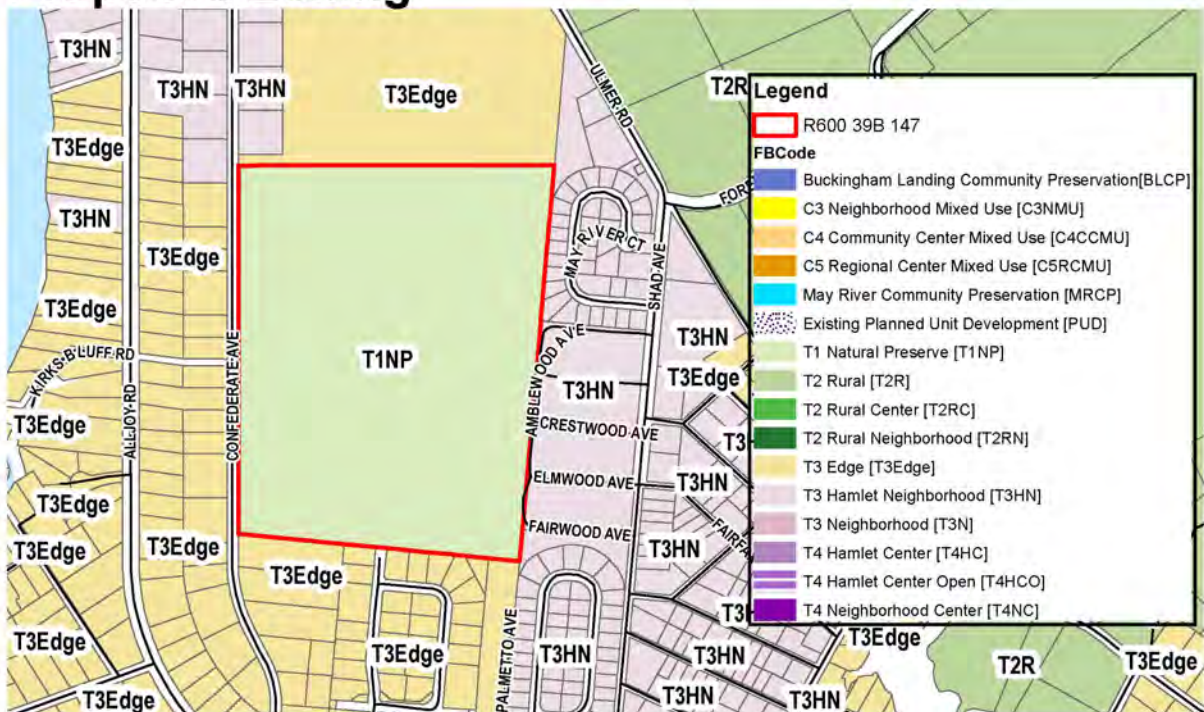 T3HN
T3HN
T3HN
T3Edge
ULMER RD
T2R
T3Edge
T3HN
T3Edge
T3Edge
KIRKS BLUFF RD
ALLJOY RD
CONFEDERATE AVE
T1NP
MAY RIVER CT
SHAD AVE
AMBLEWOOD AVE
T3HN
T3HN
T3Edge
CRESTWOOD AVE
ELMWOOD AVE
FAIRWOOD AVE
T3HN
T3HN
T3Edge
T3Edge
T3Edge
T3Edge
T3Edge
T3Edge
T3Edge
PALMETTO AVE
T3HN
T3HN
T3HN
T3HN
T3Edge
T2R
T3Edge
Legend
R600 39B 147
FBCode
Buckingham Landing Community Preservation[BLCP]
C3 Neighborhood Mixed Use [C3NMU]
C4 Community Center Mixed Use [C4CCMU]
C5 Regional Center Mixed Use [C5RCMU]
May River Community Preservation [MRCP]
Existing Planned Unit Development [PUD]
T1 Natural Preserve [T1NP]
T2 Rural [T2R]
T2 Rural Center [T2RC]
T2 Rural Neighborhood [T2RN]
T3 Edge [T3Edge]
T3 Hamlet Neighborhood [T3HN]
T3 Neighborhood [T3N]
T4 Hamlet Center [T4HC]
T4 Hamlet Center Open [T4HCO]
T4 Neighborhood Center [T4NC]